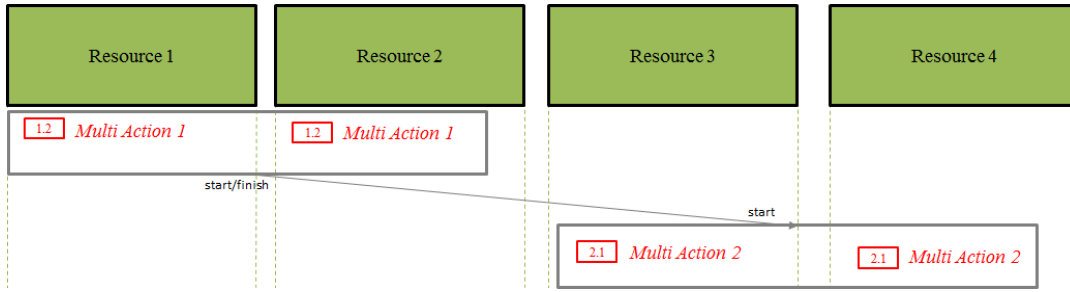 Resource 1
Resource 2
Resource 3
Resource 4
1.2 Multi Action 1
1.2 Multi Action 1
start/finish
start
2.1 Multi Action 2
2.1 Multi Action 2